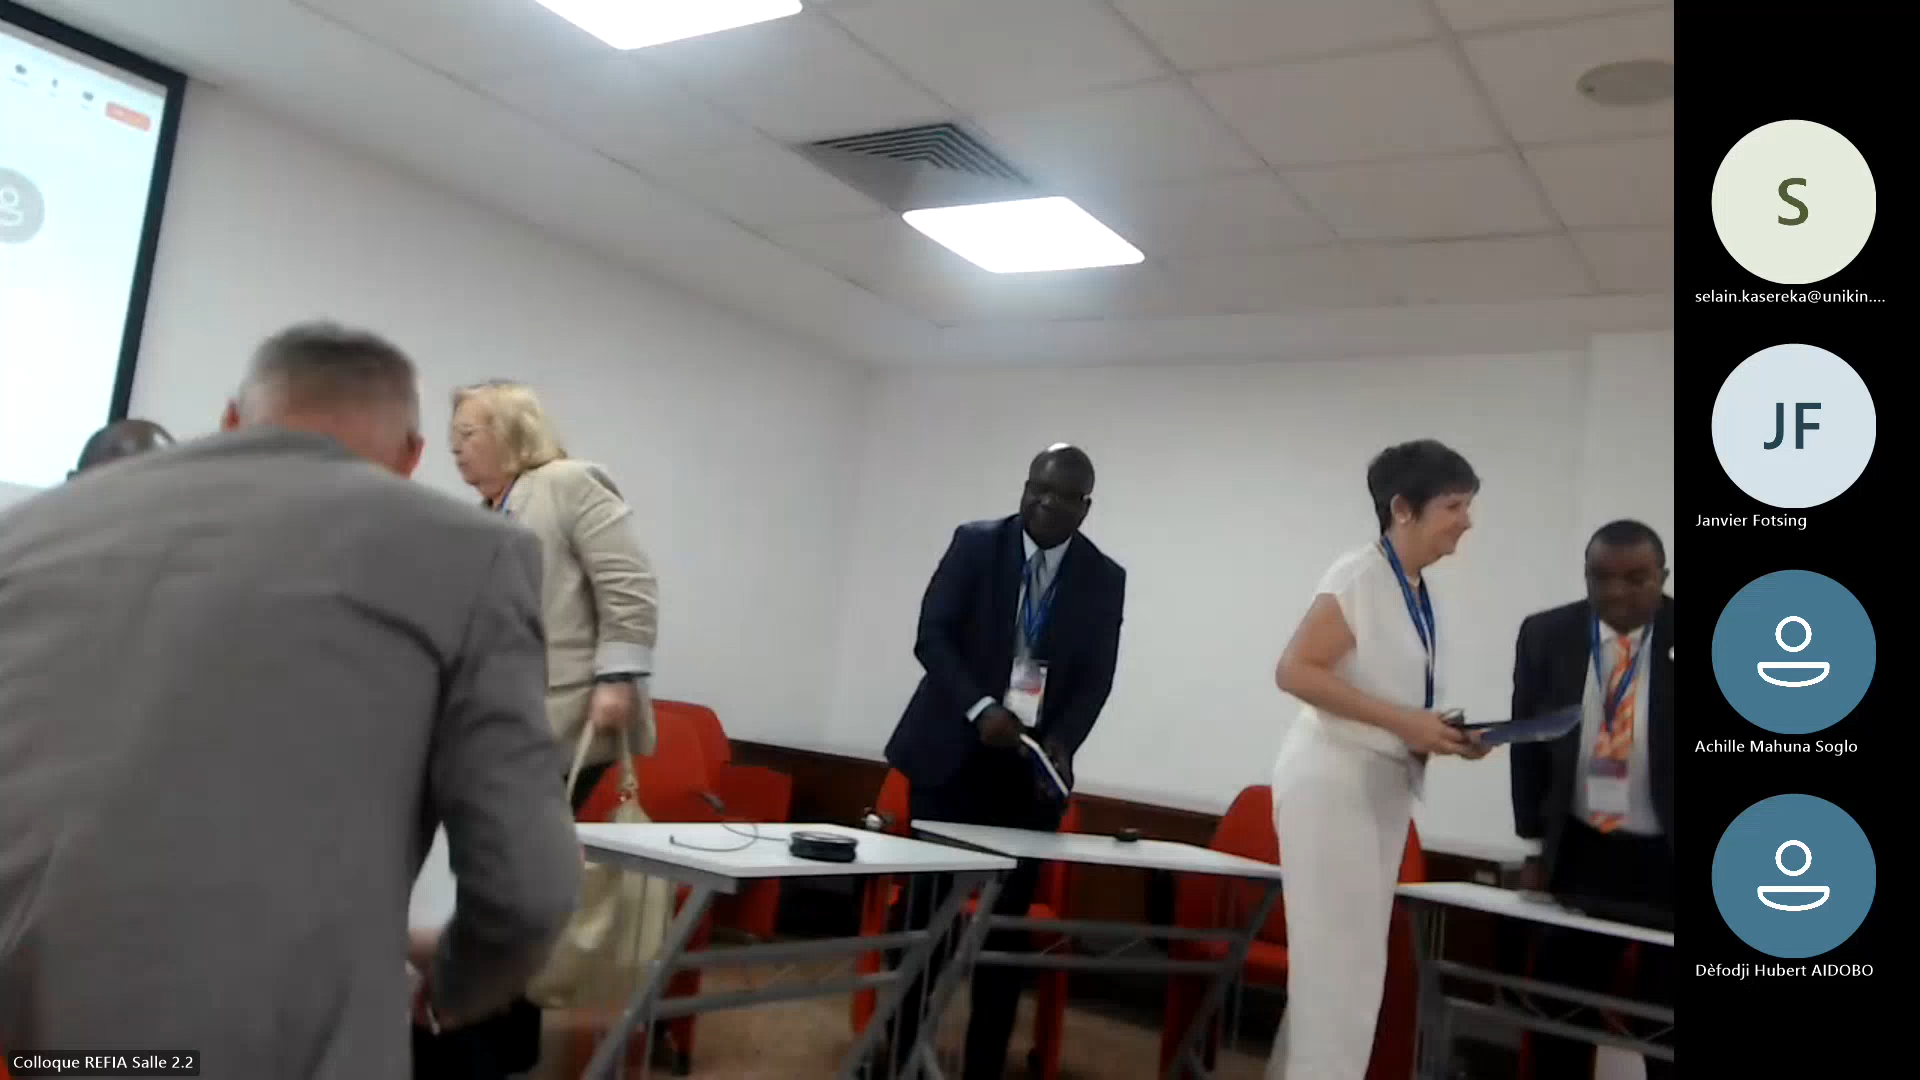 S
selain.kasereka@unikin....
JF
Janvier Fotsing
Achille Mahuna Soglo
Dèfodji Hubert AIDOBO
Colloque REFIA Salle 2.2